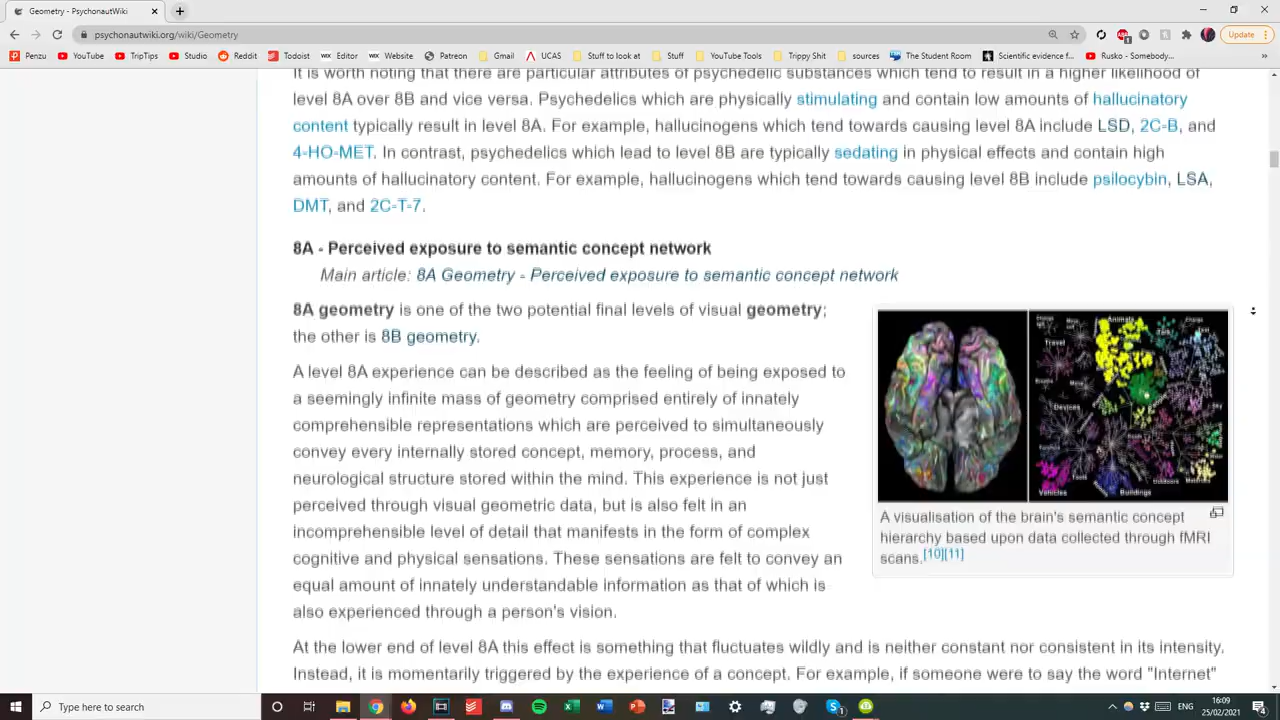 Geometry - PsychonautWiki
psychonautwiki.org/wiki/Geometry
Update
Penzu YouTube TripTips Studio Reddit Todoist Editor Website Patreon Gmail UCAS Stuff to look at Stuff YouTube Tools Trippy Shit sources The Student Room Scientific evidence f... Rusko - Somebody...
It is worth noting that there are particular attributes of psychedelic substances which tend to result in a higher likelihood of
level 8A over 8B and vice versa. Psychedelics which are physically stimulating and contain low amounts of hallucinatory
content typically result in level 8A. For example, hallucinogens which tend towards causing level 8A include LSD, 2C-B, and
4-HO-MET. In contrast, psychedelics which lead to level 8B are typically sedating in physical effects and contain high
amounts of hallucinatory content. For example, hallucinogens which tend towards causing level 8B include psilocybin, LSA,
DMT, and 2C-T-7.
8A - Perceived exposure to semantic concept network
Main article: 8A Geometry - Perceived exposure to semantic concept network
8A geometry is one of the two potential final levels of visual geometry;
the other is 8B geometry.
A level 8A experience can be described as the feeling of being exposed to
a seemingly infinite mass of geometry comprised entirely of innately
comprehensible representations which are perceived to simultaneously
convey every internally stored concept, memory, process, and
neurological structure stored within the mind. This experience is not just
perceived through visual geometric data, but is also felt in an
incomprehensible level of detail that manifests in the form of complex
cognitive and physical sensations. These sensations are felt to convey an
equal amount of innately understandable information as that of which is
also experienced through a person's vision.
Animals
Travel
Devices
Tools
Vehicles
Buildings
A visualisation of the brain's semantic concept
hierarchy based upon data collected through fMRI
scans.[10][11]
At the lower end of level 8A this effect is something that fluctuates wildly and is neither constant nor consistent in its intensity.
Instead, it is momentarily triggered by the experience of a concept. For example, if someone were to say the word "Internet"
Type here to search
ENG
16:09
25/02/2021